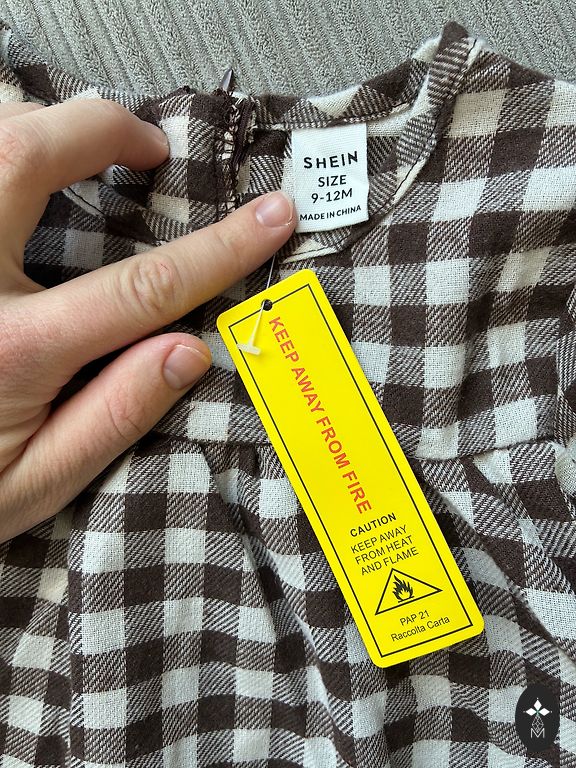 SHEIN
SIZE
9-12M
MADE IN CHINA
KEEP AWAY FROM FIRE
CAUTION
KEEP AWAY
FROM HEAT
AND FLAME
PAP 21
Raccolta Carta
M